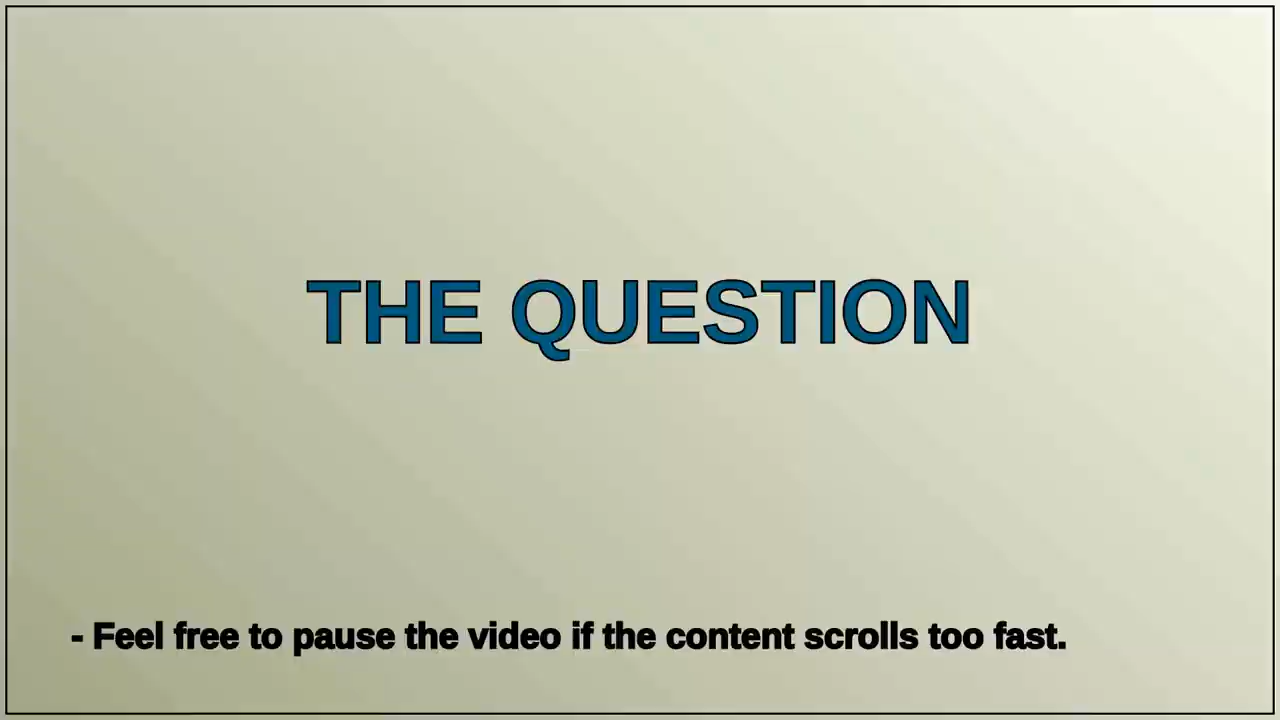 THE QUESTION
- Feel free to pause the video if the content scrolls too fast.